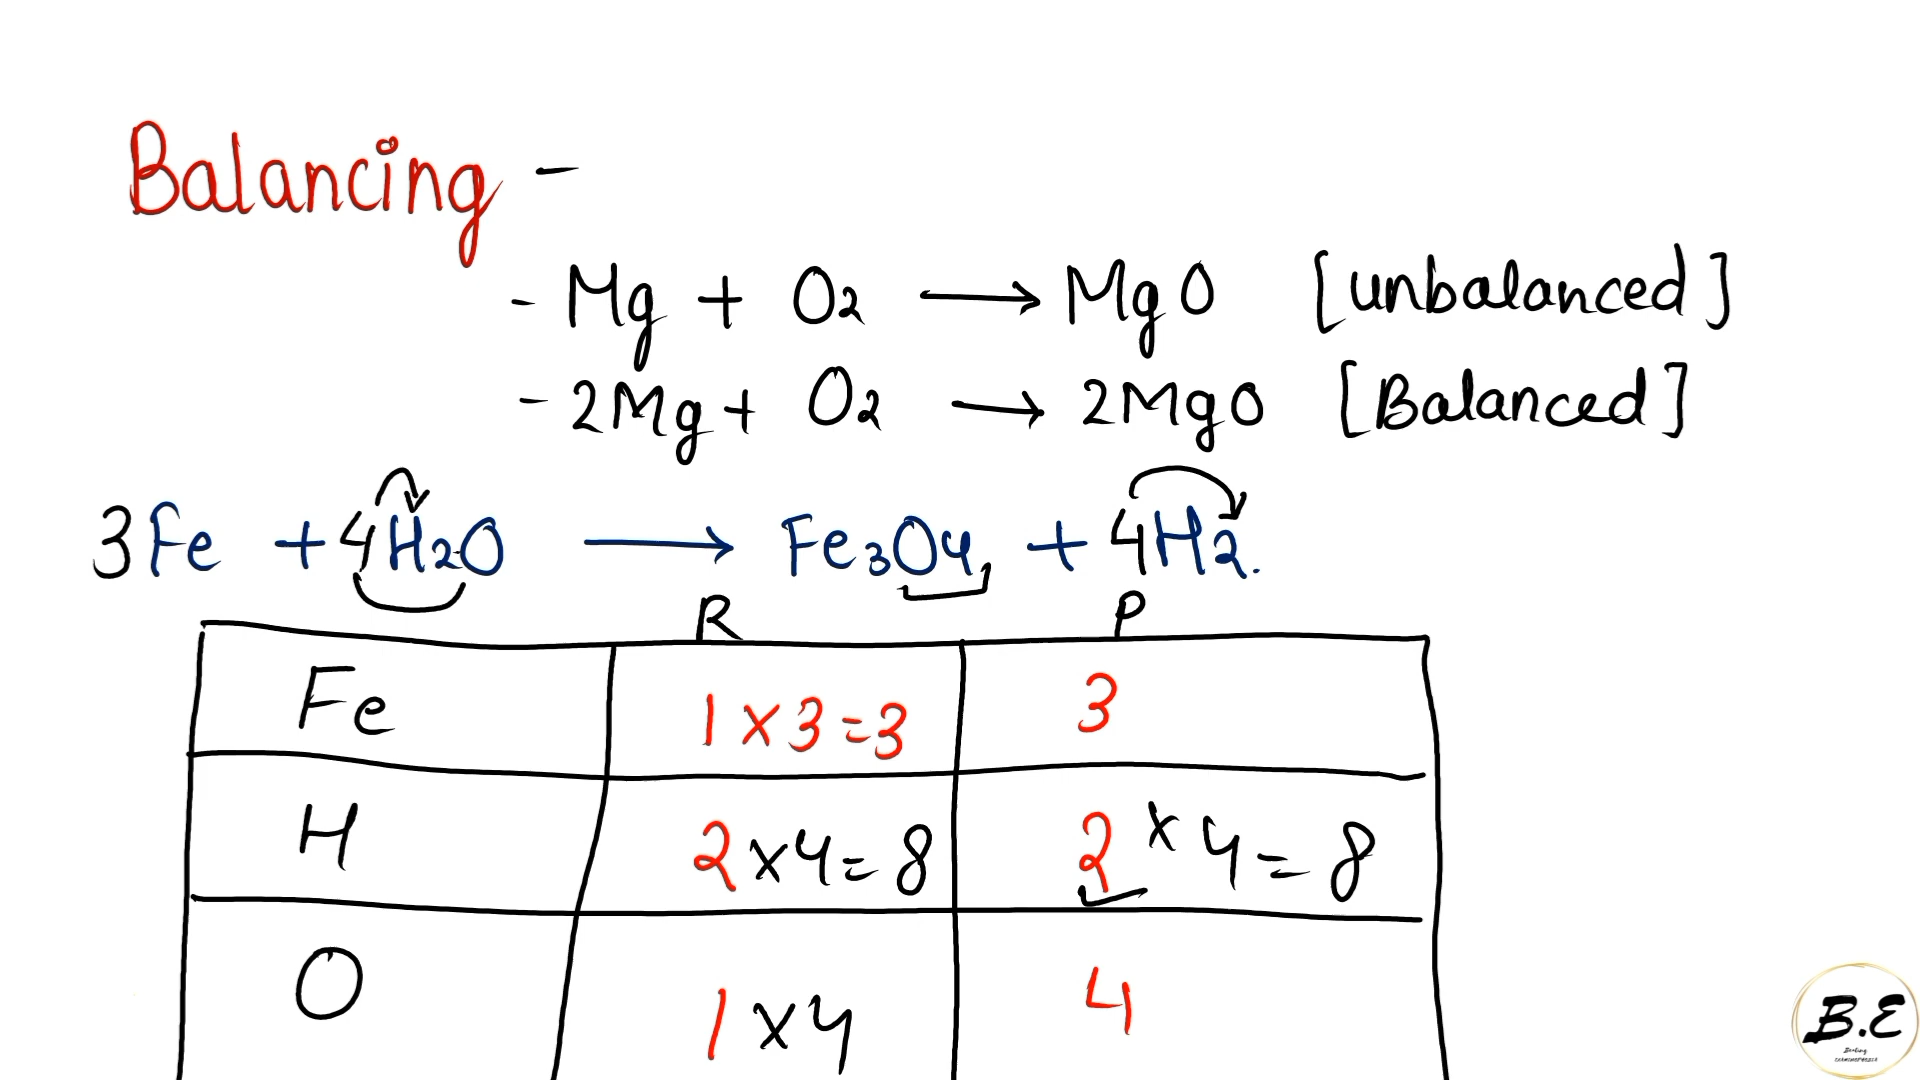 Balancing -
- Mg + O2 → MgO [unbalanced]
- 2Mg + O2 → 2MgO [Balanced]
3Fe + 4H2O → Fe3O4 + 4H2.
R P
Fe 1 x 3 = 3 3
H 2 x 4 = 8 2 x 4 = 8
O 1 x 4 4
B.E